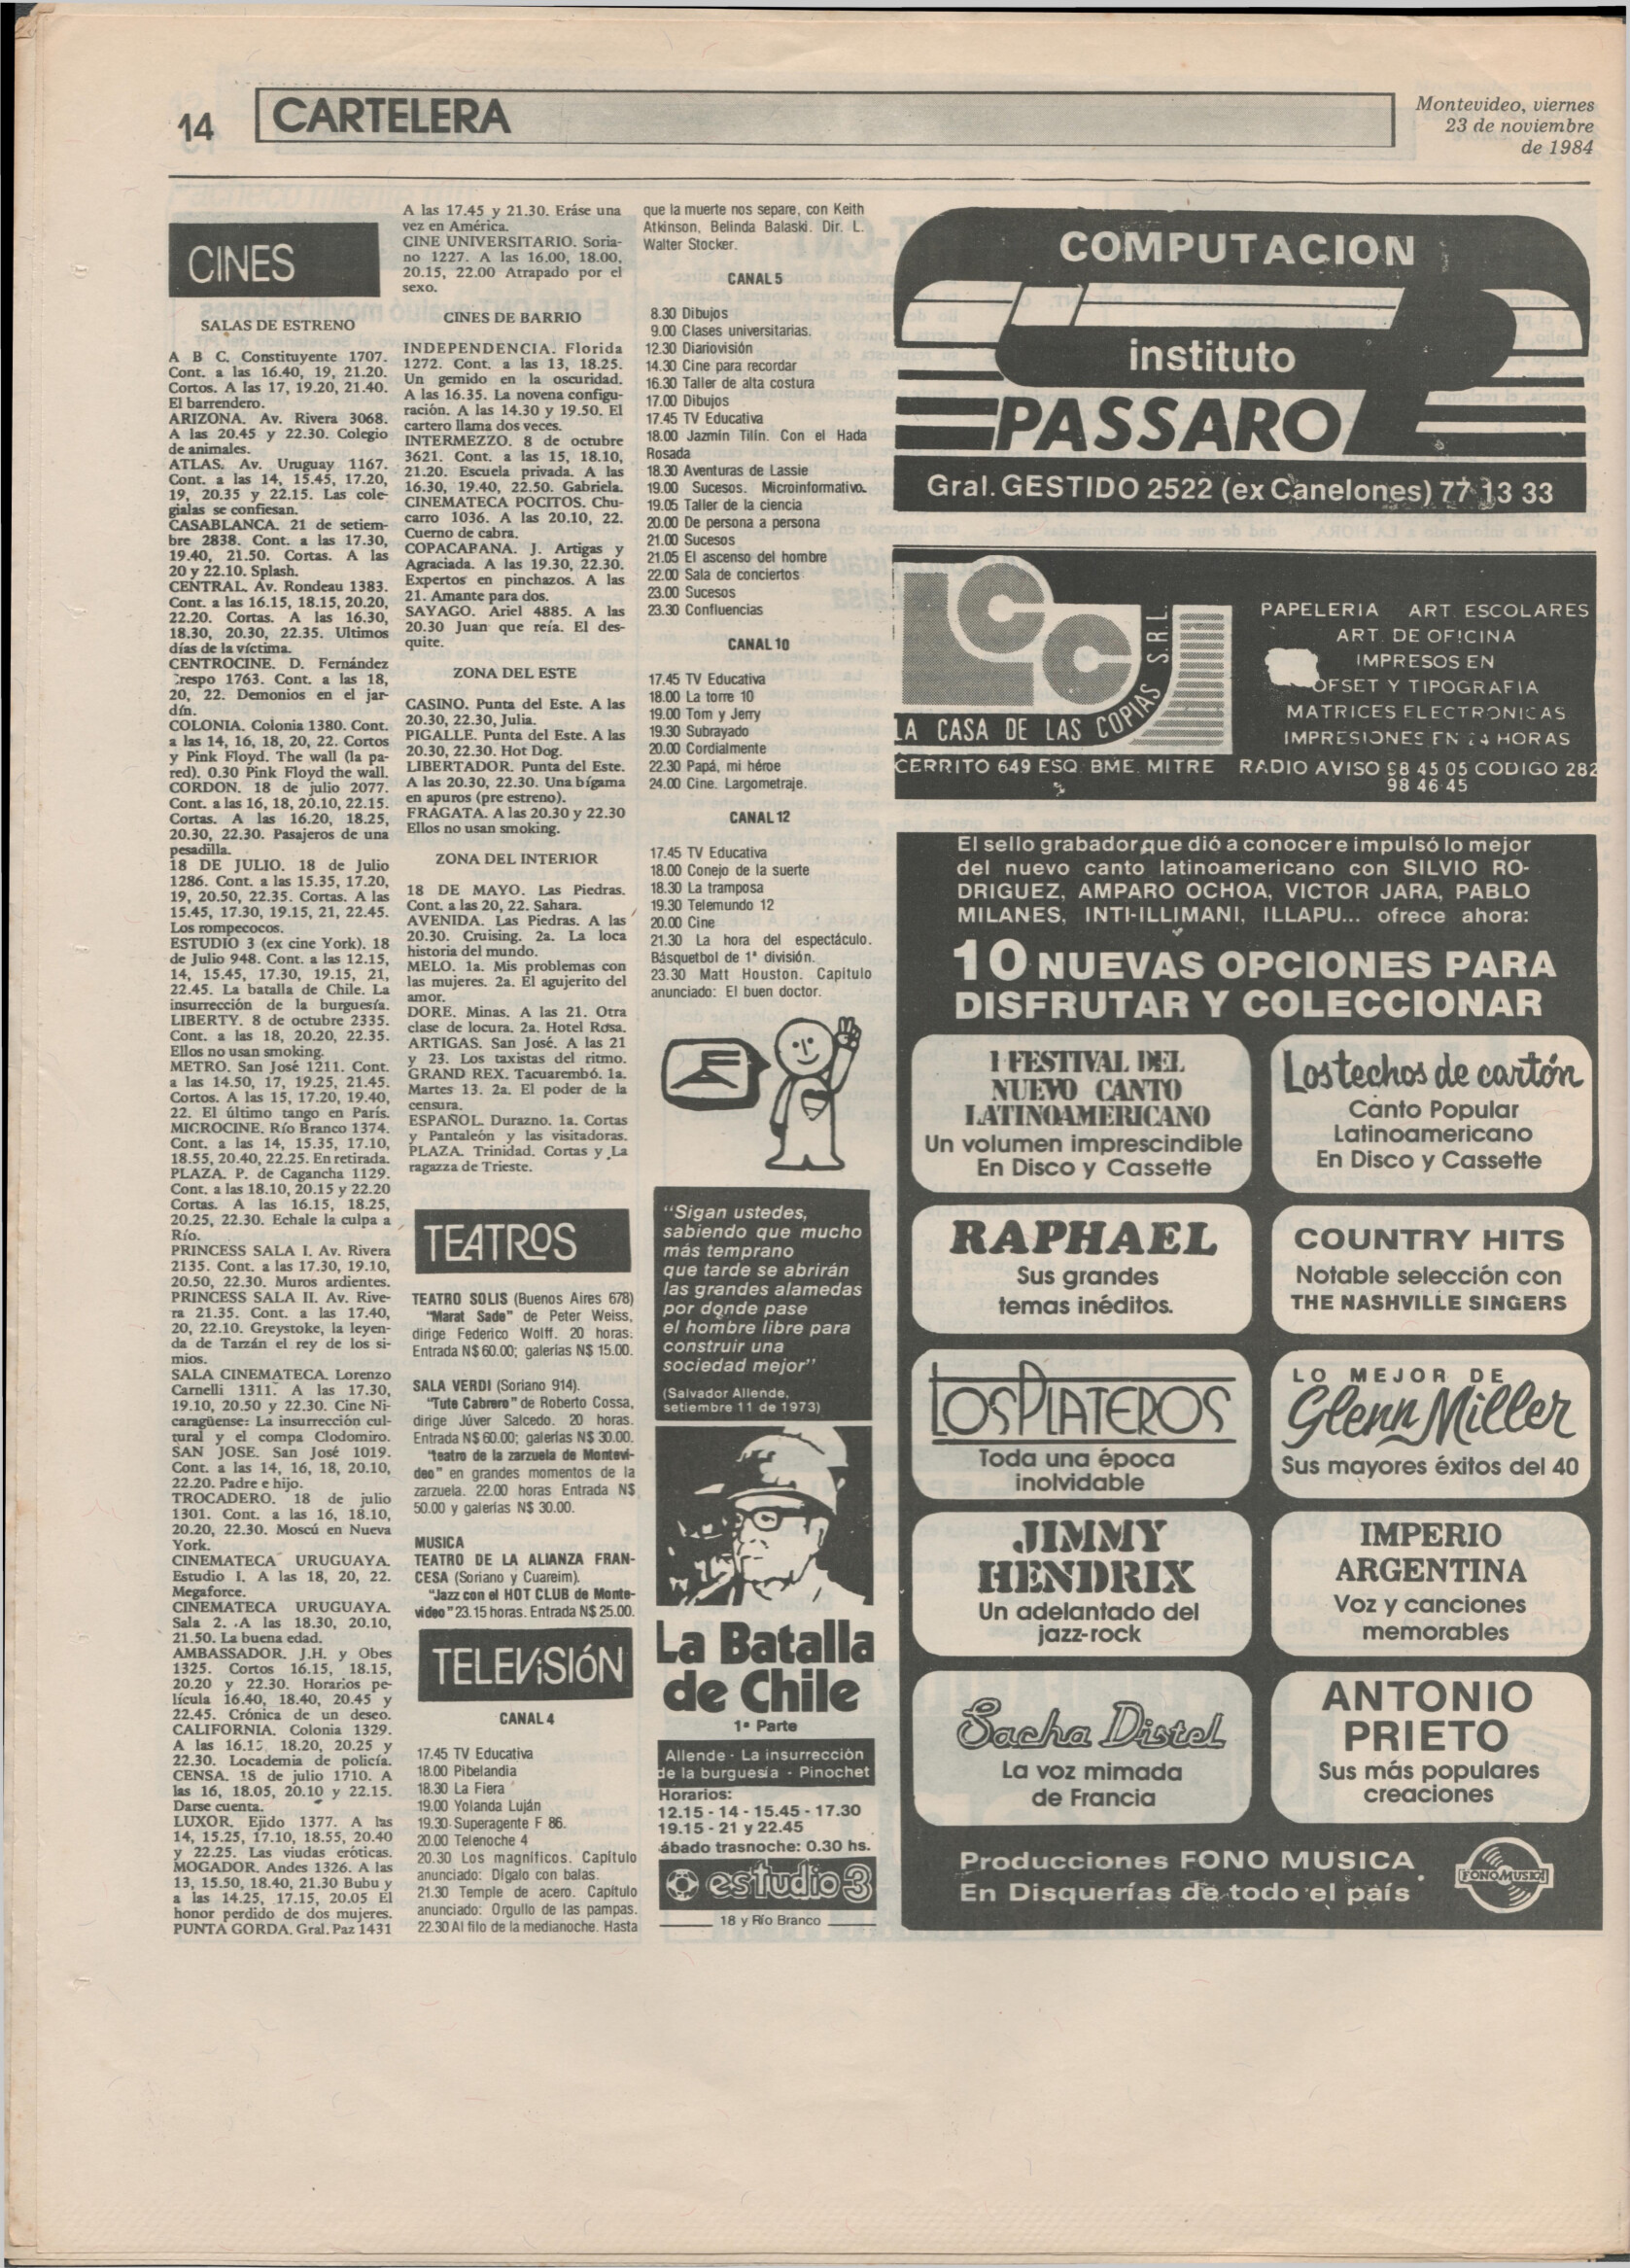 14
CARTELERA
Montevideo, viernes
23 de noviembre
de 1984
CINES
SALAS DE ESTRENO
A B C. Constituyente 1707.
Cont. a las 16.40, 19, 21.20.
Cortos. A las 17, 19.20, 21.40.
El barrendero.
ARIZONA. Av. Rivera 3068.
A las 20.45 y 22.30. Colegio
de animales.
ATLAS. Av. Uruguay 1167.
Cont. a las 14, 15.45, 17.20,
19, 20.35 y 22.15. Las cole-
gialas se confiesan.
CASABLANCA. 21 de setiem-
bre 2838. Cont. a las 17.30,
19.40, 21.50. Cortas. A las
20 y 22.10. Splash.
CENTRAL. Av. Rondeau 1383.
Cont. a las 16.15, 18.15, 20.20,
22.20. Cortas. A las 16.30,
18.30, 20.30, 22.35. Ultimos
días de la víctima.
CENTROCINE. D. Fernández
Crespo 1763. Cont. a las 18,
20, 22. Demonios en el jar-
dín.
COLONIA. Colonia 1380. Cont.
a las 14, 16, 18, 20, 22. Cortos
y Pink Floyd. The wall (la pa-
red). 0.30 Pink Floyd the wall.
CORDON. 18 de julio 2077.
Cont. a las 16, 18, 20.10, 22.15.
Cortas. A las 16.20, 18.25,
20.30, 22.30. Pasajeros de una
pesadilla.
18 DE JULIO. 18 de Julio
1286. Cont. a las 15.35, 17.20,
19, 20.50, 22.35. Cortas. A las
15.45, 17.30, 19.15, 21, 22.45.
Los rompecocos.
ESTUDIO 3 (ex cine York). 18
de Julio 948. Cont. a las 12.15,
14, 15.45, 17.30, 19.15, 21,
22.45. La batalla de Chile. La
insurrección de la burguesía.
LIBERTY. 8 de octubre 2335.
Cont. a las 18, 20.20, 22.35.
Ellos no usan smoking.
METRO. San José 1211. Cont.
a las 14.50, 17, 19.25, 21.45.
Cortos. A las 15, 17.20, 19.40,
22. El último tango en París.
MICROCINE. Río Branco 1374.
Cont. a las 14, 15.35, 17.10,
18.55, 20.40, 22.25. En retirada.
PLAZA. P. de Cagancha 1129.
Cont. a las 18.10, 20.15 y 22.20
Cortas. A las 16.15, 18.25,
20.25, 22.30. Echale la culpa a
Río.
PRINCESS SALA I. Av. Rivera
2135. Cont. a las 17.30, 19.10,
20.50, 22.30. Muros ardientes.
PRINCESS SALA II. Av. Rive-
ra 21.35. Cont. a las 17.40,
20, 22.10. Greystoke, la leyen-
da de Tarzán el rey de los si-
mios.
SALA CINEMATECA. Lorenzo
Carnelli 1311. A las 17.30,
19.10, 20.50 y 22.30. Cine Ni-
caragüense: La insurrección cul-
tural y el compa Clodomiro.
SAN JOSE. San José 1019.
Cont. a las 14, 16, 18, 20.10,
22.20. Padre e hijo.
TROCADERO. 18 de julio
1301. Cont. a las 16, 18.10,
20.20, 22.30. Moscú en Nueva
York.
CINEMATECA URUGUAYA.
Estudio I. A las 18, 20, 22.
Megaforce.
CINEMATECA URUGUAYA.
Sala 2. A las 18.30, 20.10,
21.50. La buena edad.
AMBASSADOR. J.H. y Obes
1325. Cortos 16.15, 18.15,
20.20 y 22.30. Horarios pe-
lícula 16.40, 18.40, 20.45 y
22.45. Crónica de un deseo.
CALIFORNIA. Colonia 1329.
A las 16.15, 18.20, 20.25 y
22.30. Locademia de policía.
CENSA. 18 de julio 1710. A
las 16, 18.05, 20.10 y 22.15.
Darse cuenta.
LUXOR. Ejido 1377. A las
14, 15.25, 17.10, 18.55, 20.40
y 22.25. Las viudas eróticas.
MOGADOR. Andes 1326. A las
13, 15.50, 18.40, 21.30 Bubu y
a las 14.25, 17.15, 20.05 El
honor perdido de dos mujeres.
PUNTA GORDA. Gral. Paz 1431
A las 17.45 y 21.30. Eráse una
vez en América.
CINE UNIVERSITARIO. Soria-
no 1227. A las 16.00, 18.00,
20.15, 22.00 Atrapado por el
sexo.
CINES DE BARRIO
INDEPENDENCIA. Florida
1272. Cont. a las 13, 18.25.
Un gemido en la oscuridad.
A las 16.35. La novena configu-
ración. A las 14.30 y 19.50. El
cartero llama dos veces.
INTERMEZZO. 8 de octubre
3621. Cont. a las 15, 18.10,
21.20. Escuela privada. A las
16.30, 19.40, 22.50. Gabriela.
CINEMATECA POCITOS. Chu-
carro 1036. A las 20.10, 22.
Cuerno de cabra.
COPACAPANA. J. Artigas y
Agraciada. A las 19.30, 22.30.
Expertos en pinchazos. A las
21. Amante para dos.
SAYAGO. Ariel 4885. A las
20.30 Juan que reía. El des-
quite.
ZONA DEL ESTE
CASINO. Punta del Este. A las
20.30, 22.30, Julia.
PIGALLE. Punta del Este. A las
20.30, 22.30. Hot Dog.
LIBERTADOR. Punta del Este.
A las 20.30, 22.30. Una bígama
en apuros (pre estreno).
FRAGATA. A las 20.30 y 22.30
Ellos no usan smoking.
ZONA DEL INTERIOR
18 DE MAYO. Las Piedras.
Cont. a las 20, 22. Sahara.
AVENIDA. Las Piedras. A las
20.30. Cruising. 2a. La loca
historia del mundo.
MELO. 1a. Mis problemas con
las mujeres. 2a. El agujerito del
amor.
DORE. Minas. A las 21. Otra
clase de locura. 2a. Hotel Rosa.
ARTIGAS. San José. A las 21
y 23. Los taxistas del ritmo.
GRAND REX. Tacuarembó. 1a.
Martes 13. 2a. El poder de la
censura.
ESPAÑOL. Durazno. 1a. Cortas
y Pantaleón y las visitadoras.
PLAZA. Trinidad. Cortas y La
ragazza de Trieste.
TEATROS
TEATRO SOLIS (Buenos Aires 678)
"Marat Sade" de Peter Weiss,
dirige Federico Wolff. 20 horas.
Entrada N$ 60.00; galerías N$ 15.00.
SALA VERDI (Soriano 914).
"Tute Cabrero" de Roberto Cossa,
dirige Júver Salcedo. 20 horas.
Entrada N$ 60.00; galerías N$ 30.00.
"teatro de la zarzuela de Montevi-
deo" en grandes momentos de la
zarzuela. 22.00 horas Entrada N$
50.00 y galerías N$ 30.00.
MUSICA
TEATRO DE LA ALIANZA FRAN-
CESA (Soriano y Cuareim).
"Jazz con el HOT CLUB de Monte-
video" 23.15 horas. Entrada N$ 25.00.
TELEViSIÓN
CANAL 4
17.45 TV Educativa
18.00 Pibelandia
18.30 La Fiera
19.00 Yolanda Luján
19.30 Superagente F 86.
20.00 Telenoche 4
20.30 Los magníficos. Capítulo
anunciado: Dígalo con balas.
21.30 Temple de acero. Capítulo
anunciado: Orgullo de las pampas.
22.30 Al filo de la medianoche. Hasta
que la muerte nos separe, con Keith
Atkinson, Belinda Balaski. Dir. L.
Walter Stocker.
CANAL 5
8.30 Dibujos
9.00 Clases universitarias.
12.30 Diariovisión
14.30 Cine para recordar
16.30 Taller de alta costura
17.00 Dibujos
17.45 TV Educativa
18.00 Jazmín Tilín. Con el Hada
Rosada
18.30 Aventuras de Lassie
19.00 Sucesos. Microinformativo.
19.05 Taller de la ciencia
20.00 De persona a persona
21.00 Sucesos
21.05 El ascenso del hombre
22.00 Sala de conciertos
23.00 Sucesos
23.30 Confluencias
CANAL 10
17.45 TV Educativa
18.00 La torre 10
19.00 Tom y Jerry
19.30 Subrayado
20.00 Cordialmente
22.30 Papá, mi héroe
24.00 Cine. Largometraje.
CANAL 12
17.45 TV Educativa
18.00 Conejo de la suerte
18.30 La tramposa
19.30 Telemundo 12
20.00 Cine
21.30 La hora del espectáculo.
Básquetbol de 1ª división.
23.30 Matt Houston. Capítulo
anunciado: El buen doctor.
"Sigan ustedes,
sabiendo que mucho
más temprano
que tarde se abrirán
las grandes alamedas
por donde pase
el hombre libre para
construir una
sociedad mejor"
(Salvador Allende,
setiembre 11 de 1973)
La Batalla
de Chile
1ª Parte
Allende - La insurrección
de la burguesía - Pinochet
Horarios:
12.15 - 14 - 15.45 - 17.30
19.15 - 21 y 22.45
ábado trasnoche: 0.30 hs.
estudio 3
18 y Río Branco
COMPUTACION
instituto
PASSARO
Gral. GESTIDO 2522 (ex Canelones) 77 13 33
LCC S.R.L.
LA CASA DE LAS COPIAS
PAPELERIA ART. ESCOLARES
ART. DE OFICINA
IMPRESOS EN
OFSET Y TIPOGRAFIA
MATRICES ELECTRONICAS
IMPRESIONES EN 24 HORAS
CERRITO 649 ESQ. BME. MITRE RADIO AVISO 98 45 05 CODIGO 282
98 46 45
El sello grabador que dió a conocer e impulsó lo mejor
del nuevo canto latinoamericano con SILVIO RO-
DRIGUEZ, AMPARO OCHOA, VICTOR JARA, PABLO
MILANES, INTI-ILLIMANI, ILLAPU... ofrece ahora:
10 NUEVAS OPCIONES PARA
DISFRUTAR Y COLECCIONAR
I FESTIVAL DEL
NUEVO CANTO
LATINOAMERICANO
Un volumen imprescindible
En Disco y Cassette
Los techos de cartón
Canto Popular
Latinoamericano
En Disco y Cassette
RAPHAEL
Sus grandes
temas inéditos.
COUNTRY HITS
Notable selección con
THE NASHVILLE SINGERS
LOS PLATEROS
Toda una época
inolvidable
LO MEJOR DE
Glenn Miller
Sus mayores éxitos del 40
JIMMY
HENDRIX
Un adelantado del
jazz-rock
IMPERIO
ARGENTINA
Voz y canciones
memorables
Sacha Distel
La voz mimada
de Francia
ANTONIO
PRIETO
Sus más populares
creaciones
Producciones FONO MUSICA
En Disquerías de todo el país
FONOMUSICA